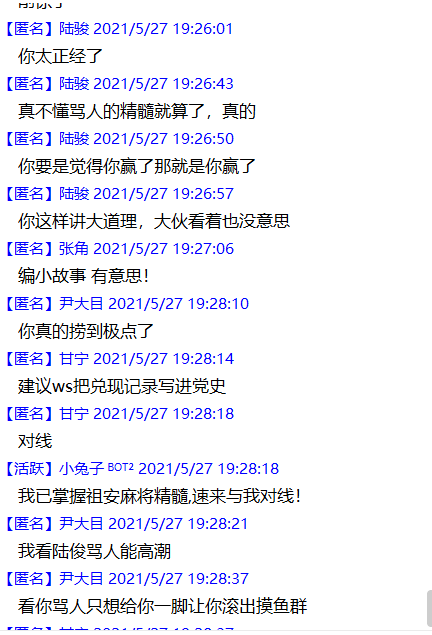 【匿名】陆骏 2021/5/27 19:26:01
你太正经了
【匿名】陆骏 2021/5/27 19:26:43
真不懂骂人的精髓就算了，真的
【匿名】陆骏 2021/5/27 19:26:50
你要是觉得你赢了那就是你赢了
【匿名】陆骏 2021/5/27 19:26:57
你这样讲大道理，大伙看着也没意思
【匿名】张角 2021/5/27 19:27:06
编小故事 有意思！
【匿名】尹大目 2021/5/27 19:28:10
你真的捞到极点了
【匿名】甘宁 2021/5/27 19:28:14
建议ws把兑现记录写进党史
【匿名】甘宁 2021/5/27 19:28:18
对线
【活跃】小兔子 BOT2 2021/5/27 19:28:18
我已掌握祖安麻将精髓,速来与我对线！
【匿名】尹大目 2021/5/27 19:28:21
我看陆俊骂人能高潮
【匿名】尹大目 2021/5/27 19:28:37
看你骂人只想给你一脚让你滚出摸鱼群